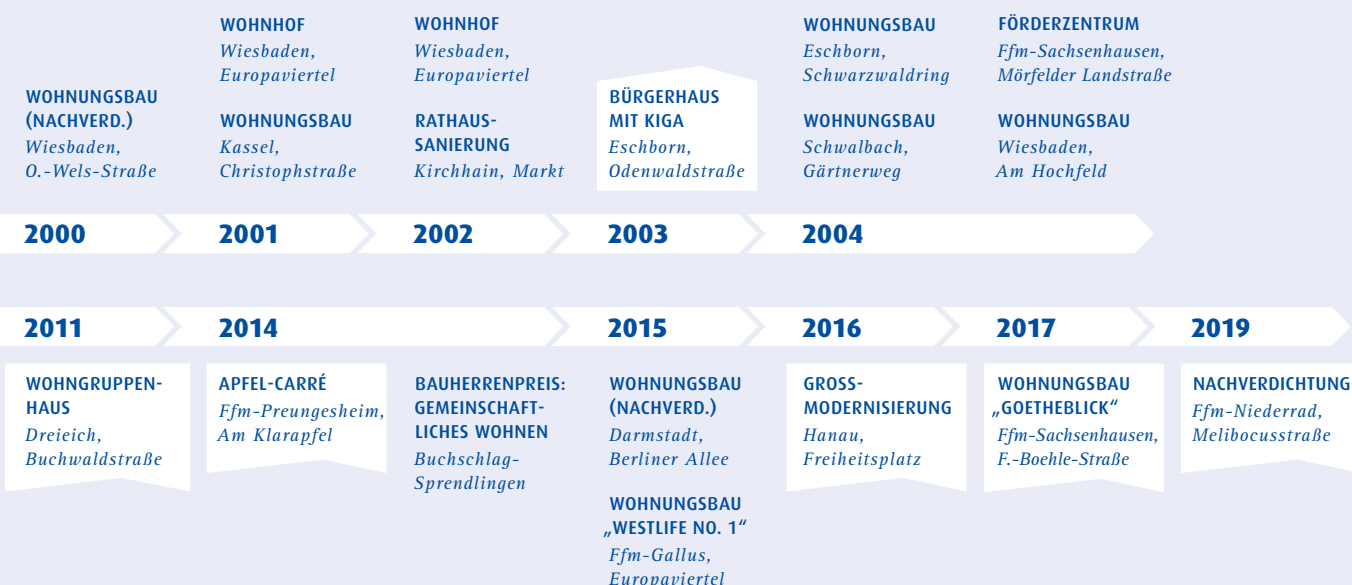 WOHNUNGSBAU
(NACHVERD.)
Wiesbaden,
O.-Wels-Straße
WOHNHOF
Wiesbaden,
Europaviertel
WOHNUNGSBAU
Kassel,
Christophstraße
WOHNHOF
Wiesbaden,
Europaviertel
RATHAUS-
SANIERUNG
Kirchhain, Markt
BÜRGERHAUS
MIT KIGA
Eschborn,
Odenwaldstraße
WOHNUNGSBAU
Eschborn,
Schwarzwaldring
WOHNUNGSBAU
Schwalbach,
Gärtnerweg
FÖRDERZENTRUM
Ffm-Sachsenhausen,
Mörfelder Landstraße
WOHNUNGSBAU
Wiesbaden,
Am Hochfeld
2000
2001
2002
2003
2004
2011
2014
2015
2016
2017
2019
WOHNGRUPPEN-
HAUS
Dreieich,
Buchwaldstraße
APFEL-CARRÉ
Ffm-Preungesheim,
Am Klarapfel
BAUHERRENPREIS:
GEMEINSCHAFT-
LICHES WOHNEN
Buchschlag-
Sprendlingen
WOHNUNGSBAU
(NACHVERD.)
Darmstadt,
Berliner Allee
WOHNUNGSBAU
„WESTLIFE NO. 1“
Ffm-Gallus,
Europaviertel
GROSS-
MODERNISIERUNG
Hanau,
Freiheitsplatz
WOHNUNGSBAU
„GOETHEBLICK“
Ffm-Sachsenhausen,
F.-Boehle-Straße
NACHVERDICHTUNG
Ffm-Niederrad,
Melibocusstraße